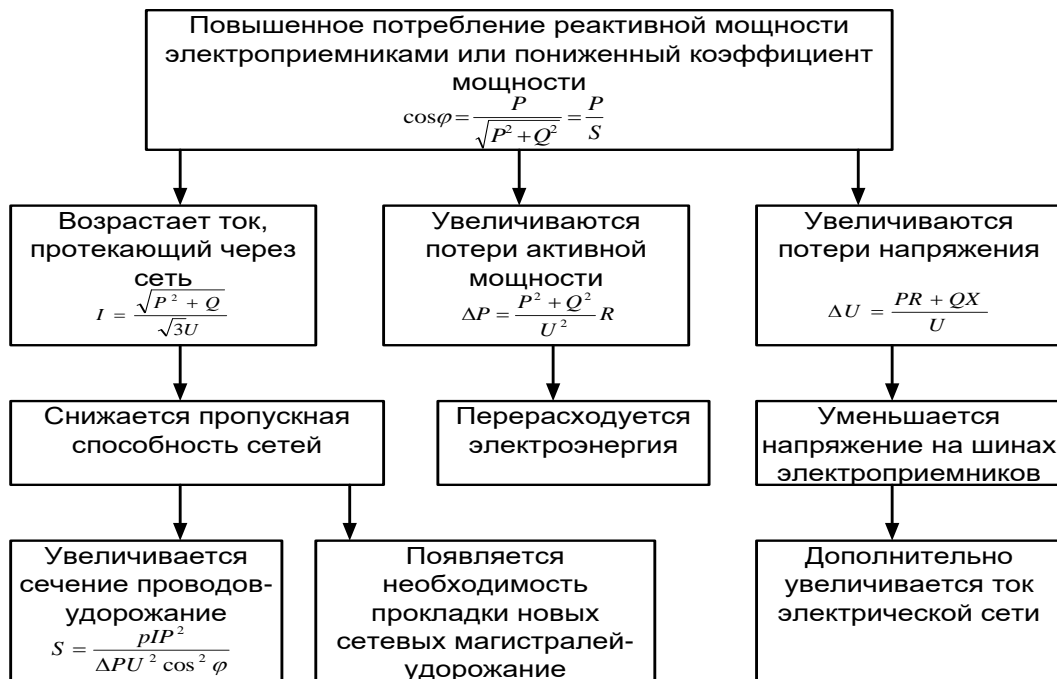 Повышенное потребление реактивной мощности
электроприемниками или пониженный коэффициент
мощности
cosφ = P / √(P² + Q²) = P / S
Возрастает ток,
протекающий через
сеть
I = √(P² + Q) / (√3U)
Увеличиваются
потери активной
мощности
ΔP = (P² + Q²) / U² R
Увеличиваются
потери напряжения
ΔU = (PR + QX) / U
Снижается пропускная
способность сетей
Перерасходуется
электроэнергия
Уменьшается
напряжение на шинах
электроприемников
Увеличивается
сечение проводов-
удорожание
S = pIP² / (ΔPU² cos² φ)
Появляется
необходимость
прокладки новых
сетевых магистралей-
удорожание
Дополнительно
увеличивается ток
электрической сети